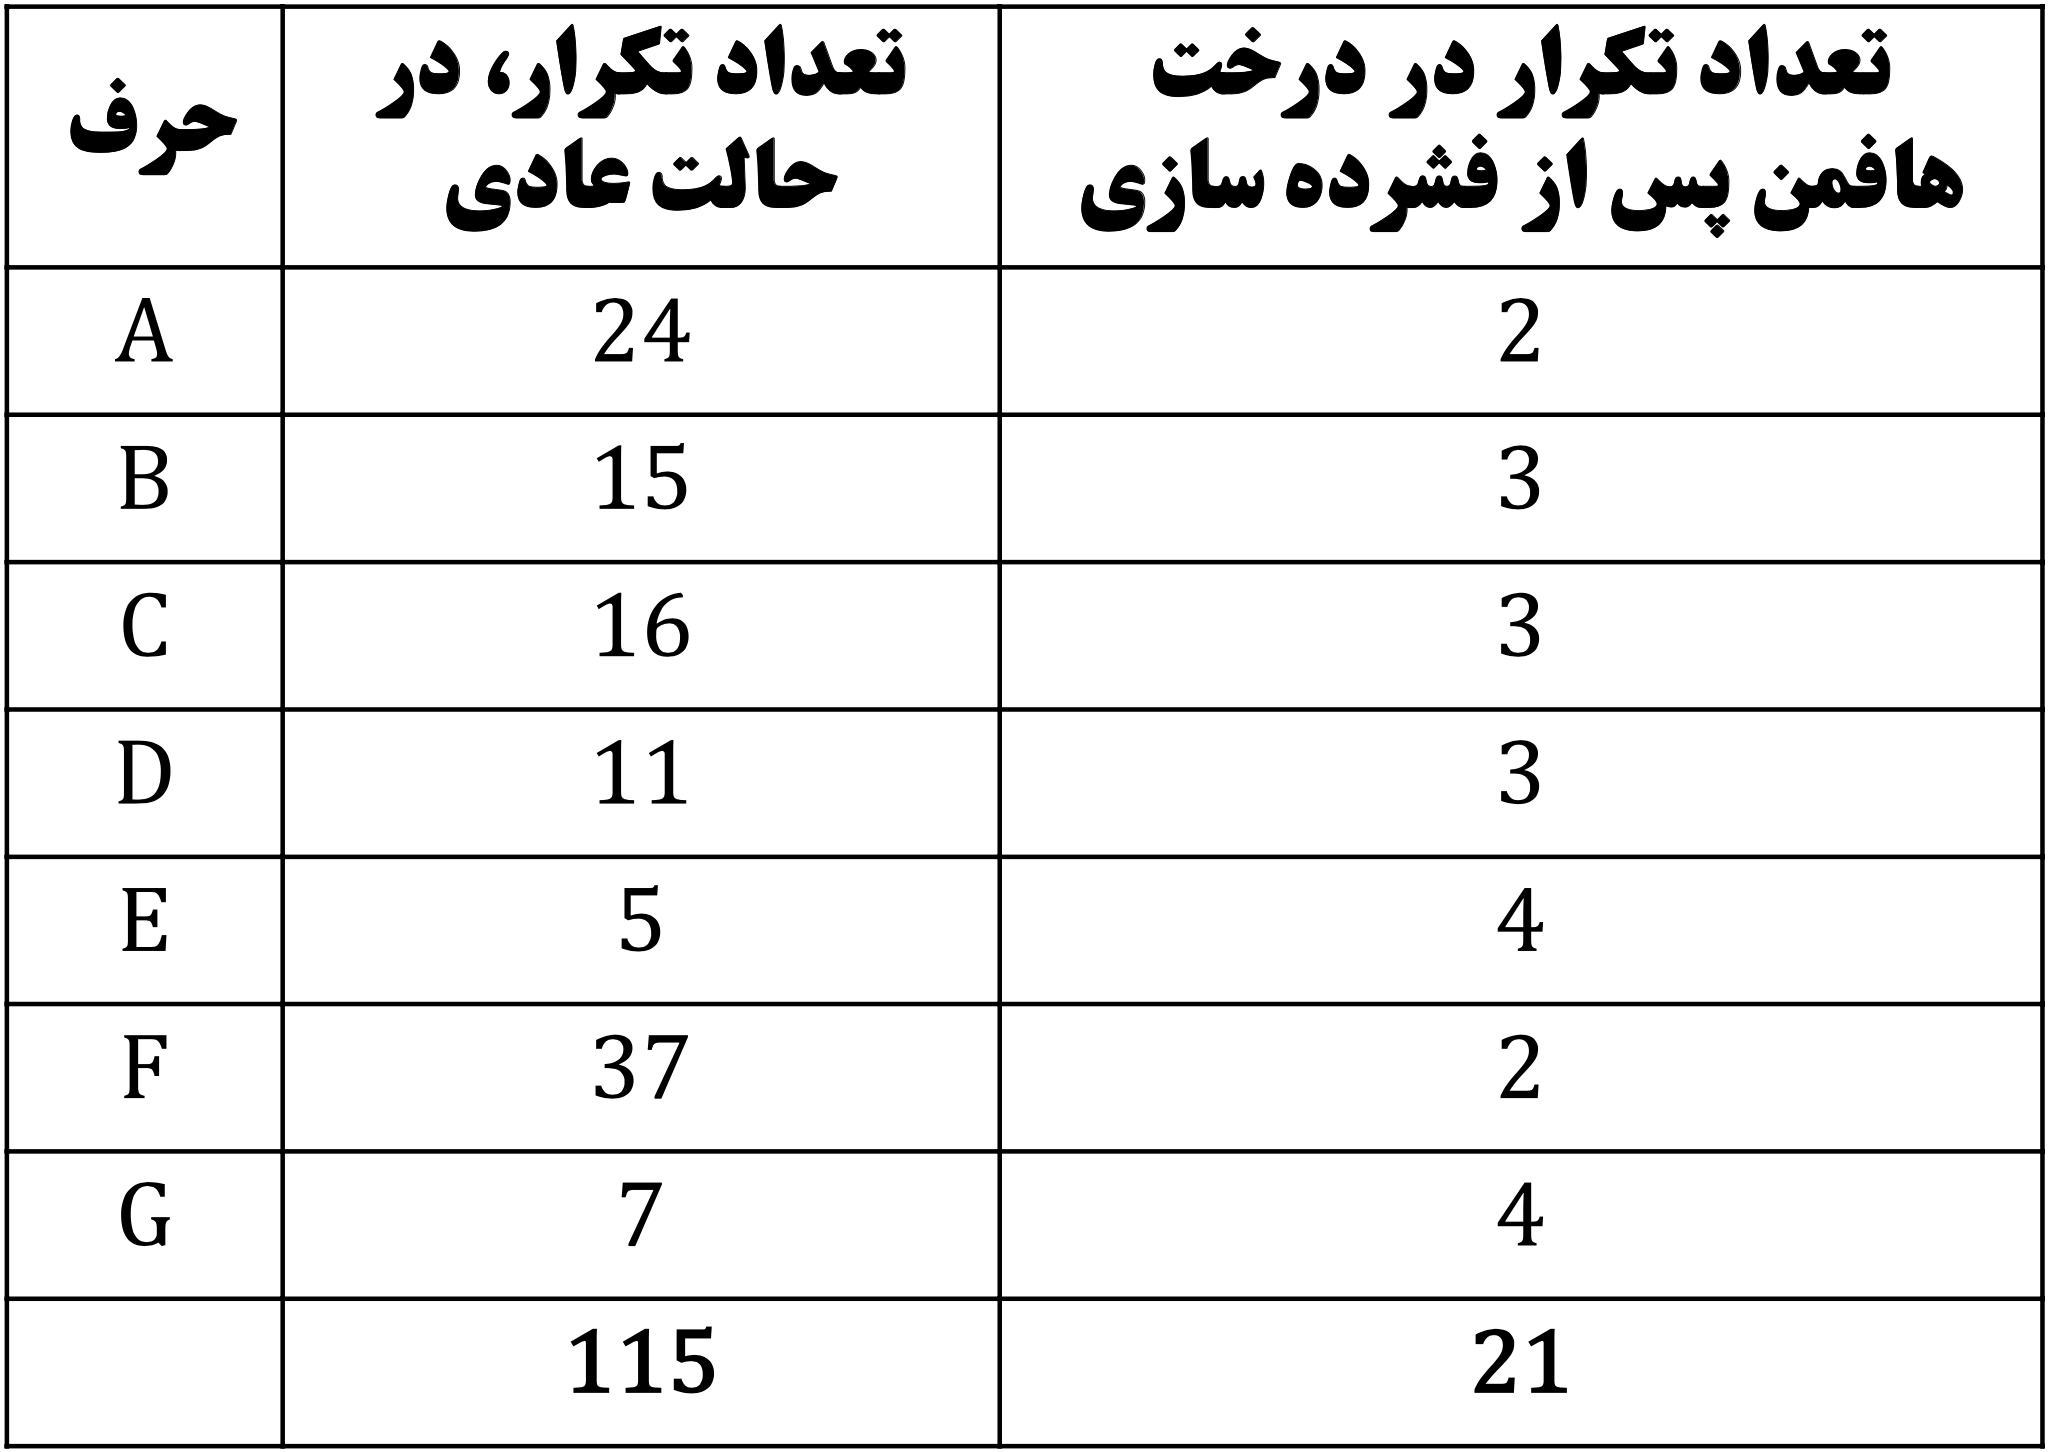 حرف
تعداد تکرار، در
حالت عادی
تعداد تکرار در درخت
هافمن پس از فشرده سازی
A 24 2
B 15 3
C 16 3
D 11 3
E 5 4
F 37 2
G 7 4
115 21